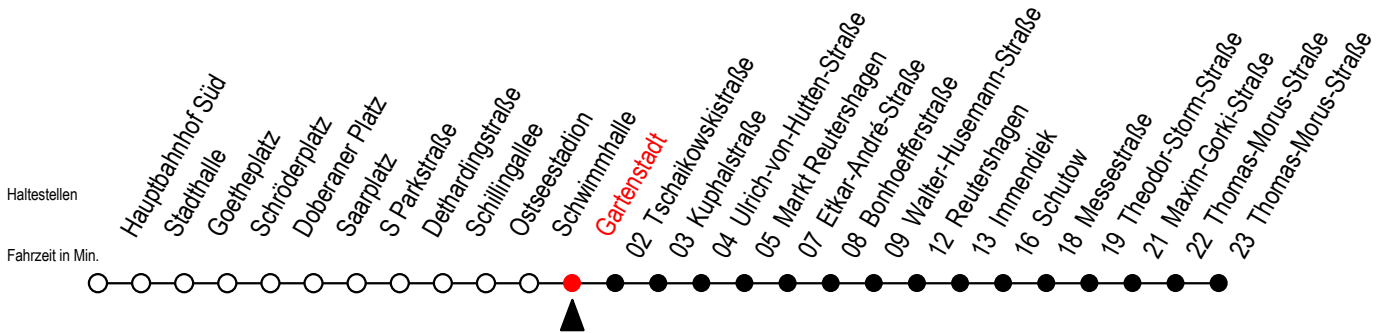 Haltestellen
Fahrzeit in Min.
Hauptbahnhof Süd
Stadthalle
Goetheplatz
Schröderplatz
Doberaner Platz
Saarplatz
S Parkstraße
Dethardingstraße
Schillingallee
Ostseestadion
Schwimmhalle
Gartenstadt
02 Tschaikowskistraße
03 Kuphalstraße
04 Ulrich-von-Hutten-Straße
05 Markt Reutershagen
07 Etkar-André-Straße
08 Bonhoefferstraße
09 Walter-Husemann-Straße
12 Reutershagen
13 Immendiek
16 Schutow
18 Messestraße
19 Theodor-Storm-Straße
21 Maxim-Gorki-Straße
22 Thomas-Morus-Straße
23 Thomas-Morus-Straße